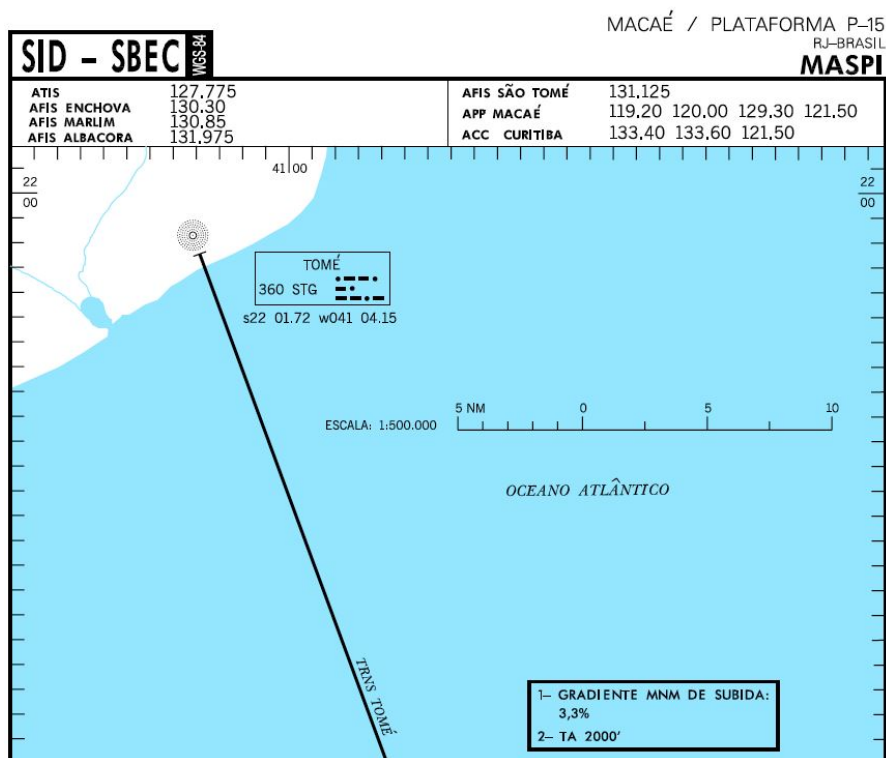 MACAÉ / PLATAFORMA P–15
RJ–BRASIL
SID – SBEC WGS-84
MASPI
ATIS 127.775
AFIS ENCHOVA 130.30
AFIS MARLIM 130.85
AFIS ALBACORA 131,975
AFIS SÃO TOMÉ 131.125
APP MACAÉ 119.20 120.00 129.30 121.50
ACC CURITIBA 133.40 133.60 121.50
41 00
22
00
22
00
TOMÉ
360 STG
s22 01.72 w041 04.15
5 NM 0 5 10
ESCALA: 1:500.000
OCEANO ATLÂNTICO
TRNS TOMÉ
1– GRADIENTE MNM DE SUBIDA:
3,3%
2– TA 2000′